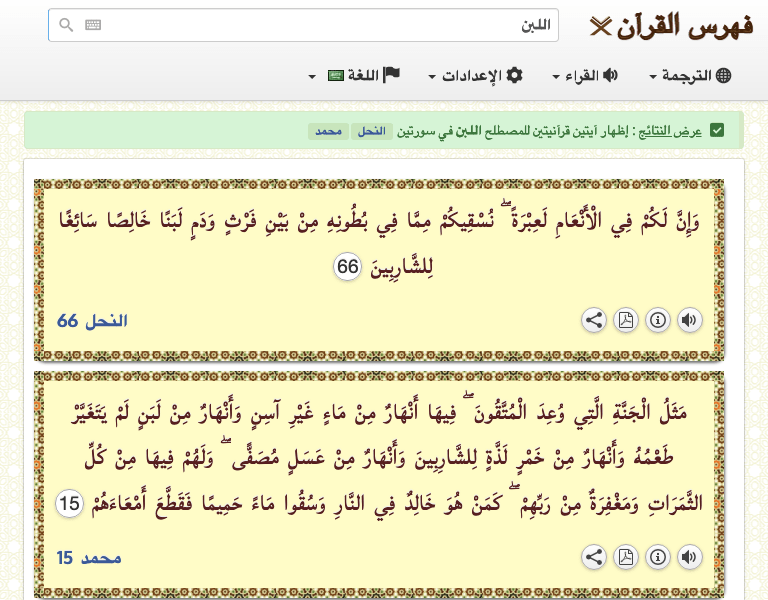 فهرس القرآن
اللبن
الترجمة القراء الإعدادات اللغة
عرض النتائج : إظهار آيتين قرآنيتين للمصطلح اللبن في سورتين النحل محمد
وَإِنَّ لَكُمْ فِي الْأَنْعَامِ لَعِبْرَةً ۖ نُسْقِيكُمْ مِمَّا فِي بُطُونِهِ مِنْ بَيْنِ فَرْثٍ وَدَمٍ لَبَنًا خَالِصًا سَائِغًا
لِلشَّارِبِينَ 66
النحل 66
مَثَلُ الْجَنَّةِ الَّتِي وُعِدَ الْمُتَّقُونَ ۖ فِيهَا أَنْهَارٌ مِنْ مَاءٍ غَيْرِ آسِنٍ وَأَنْهَارٌ مِنْ لَبَنٍ لَمْ يَتَغَيَّرْ
طَعْمُهُ وَأَنْهَارٌ مِنْ خَمْرٍ لَذَّةٍ لِلشَّارِبِينَ وَأَنْهَارٌ مِنْ عَسَلٍ مُصَفًّى ۖ وَلَهُمْ فِيهَا مِنْ كُلِّ
الثَّمَرَاتِ وَمَغْفِرَةٌ مِنْ رَبِّهِمْ ۖ كَمَنْ هُوَ خَالِدٌ فِي النَّارِ وَسُقُوا مَاءً حَمِيمًا فَقَطَّعَ أَمْعَاءَهُمْ 15
محمد 15